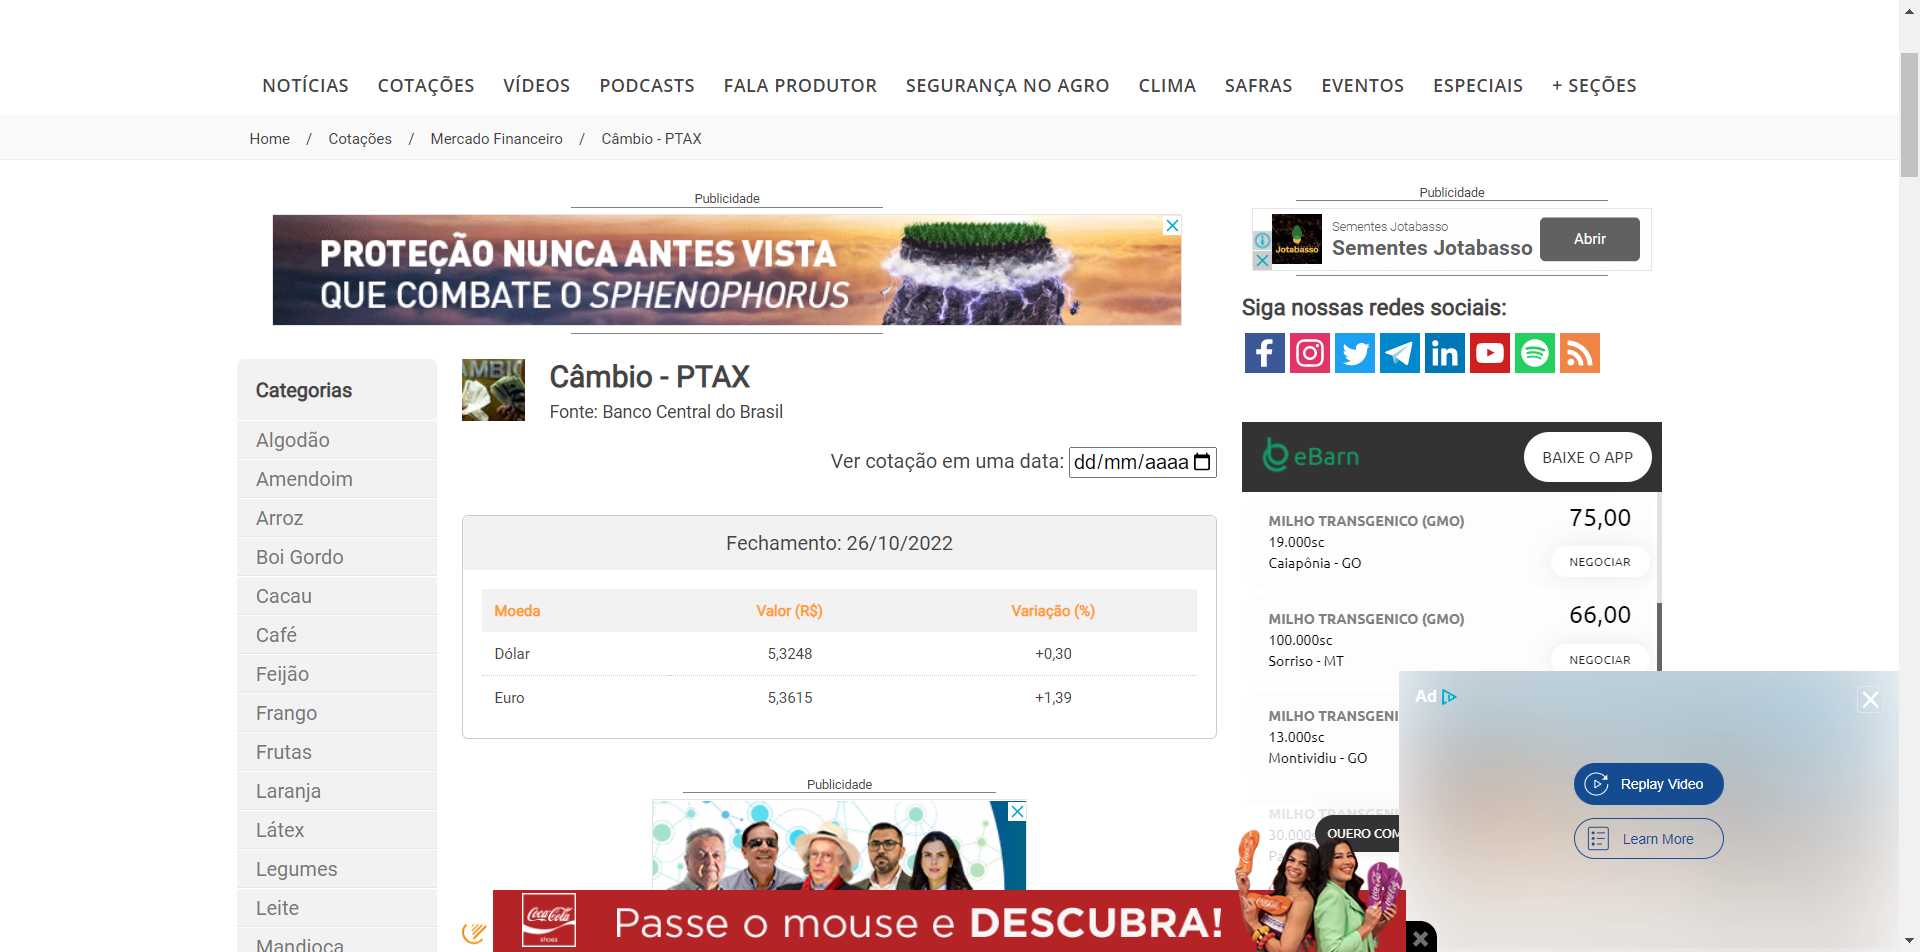 NOTÍCIAS COTAÇÕES VÍDEOS PODCASTS FALA PRODUTOR SEGURANÇA NO AGRO CLIMA SAFRAS EVENTOS ESPECIAIS + SEÇÕES
Home / Cotações / Mercado Financeiro / Câmbio - PTAX
Publicidade
PROTEÇÃO NUNCA ANTES VISTA
QUE COMBATE O SPHENOPHORUS
Publicidade
Jotabasso
Sementes Jotabasso
Sementes Jotabasso
Abrir
Siga nossas redes sociais:
Categorias
Algodão
Amendoim
Arroz
Boi Gordo
Cacau
Café
Feijão
Frango
Frutas
Laranja
Látex
Legumes
Leite
Mandioca
Câmbio - PTAX
Fonte: Banco Central do Brasil
Ver cotação em uma data: dd/mm/aaaa
Fechamento: 26/10/2022
Moeda Valor (R$) Variação (%)
Dólar 5,3248 +0,30
Euro 5,3615 +1,39
Publicidade
eBarn
BAIXE O APP
MILHO TRANSGENICO (GMO)
19.000sc
Caiapônia - GO
75,00
NEGOCIAR
MILHO TRANSGENICO (GMO)
100.000sc
Sorriso - MT
66,00
NEGOCIAR
MILHO TRANSGENI
13.000sc
Montividiu - GO
MILHO TRANSGENI
QUERO COM
Ad
Replay Video
Learn More
Coca-Cola
shoes
Passe o mouse e DESCUBRA!